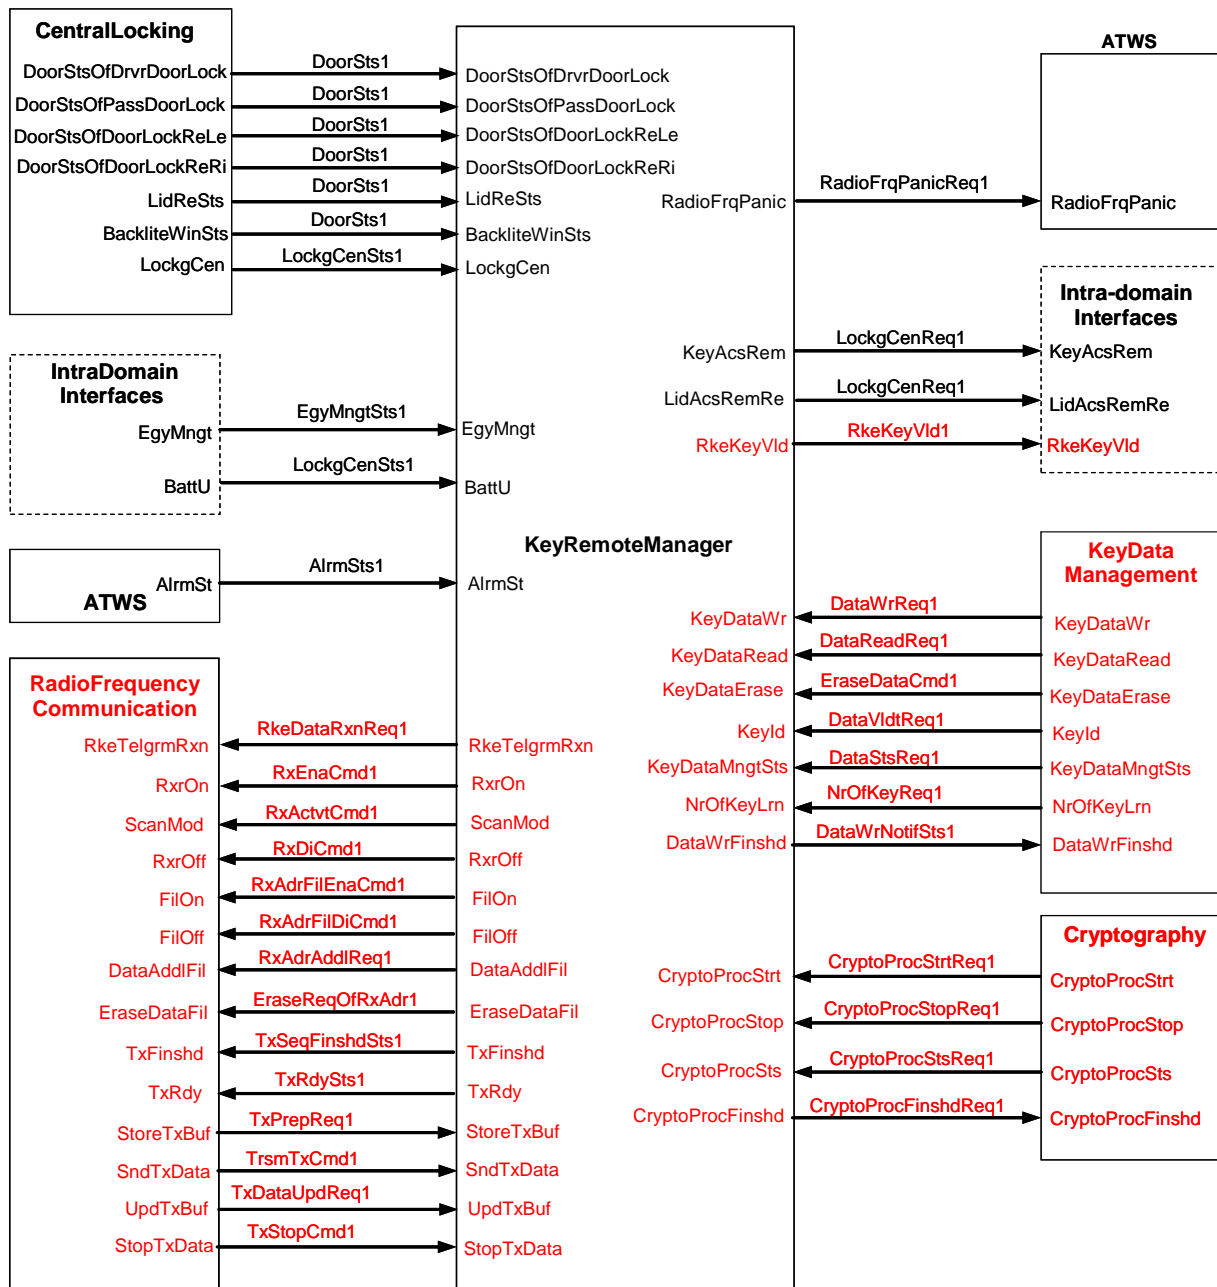 CentralLocking
DoorStsOfDrvrDoorLock
DoorStsOfPassDoorLock
DoorStsOfDoorLockReLe
DoorStsOfDoorLockReRi
LidReSts
BackliteWinSts
LockgCen
DoorSts1
DoorSts1
DoorSts1
DoorSts1
DoorSts1
DoorSts1
LockgCenSts1
DoorStsOfDrvrDoorLock
DoorStsOfPassDoorLock
DoorStsOfDoorLockReLe
DoorStsOfDoorLockReRi
LidReSts
BackliteWinSts
LockgCen
IntraDomain
Interfaces
EgyMngt
BattU
EgyMngtSts1
LockgCenSts1
EgyMngt
BattU
AlrmSt
ATWS
AlrmSts1
AlrmSt
KeyRemoteManager
RadioFrequency
Communication
RkeTelgrmRxn
RxrOn
ScanMod
RxrOff
FilOn
FilOff
DataAddlFil
EraseDataFil
TxFinshd
TxRdy
StoreTxBuf
SndTxData
UpdTxBuf
StopTxData
RkeDataRxnReq1
RxEnaCmd1
RxActvtCmd1
RxDiCmd1
RxAdrFilEnaCmd1
RxAdrFilDiCmd1
RxAdrAddlReq1
EraseReqOfRxAdr1
TxSeqFinshdSts1
TxRdySts1
TxPrepReq1
TrsmTxCmd1
TxDataUpdReq1
TxStopCmd1
RkeTelgrmRxn
RxrOn
ScanMod
RxrOff
FilOn
FilOff
DataAddlFil
EraseDataFil
TxFinshd
TxRdy
StoreTxBuf
SndTxData
UpdTxBuf
StopTxData
RadioFrqPanic
RadioFrqPanicReq1
ATWS
RadioFrqPanic
KeyAcsRem
LidAcsRemRe
RkeKeyVld
LockgCenReq1
LockgCenReq1
RkeKeyVld1
Intra-domain
Interfaces
KeyAcsRem
LidAcsRemRe
RkeKeyVld
KeyDataWr
KeyDataRead
KeyDataErase
KeyId
KeyDataMngtSts
NrOfKeyLrn
DataWrFinshd
DataWrReq1
DataReadReq1
EraseDataCmd1
DataVldtReq1
DataStsReq1
NrOfKeyReq1
DataWrNotifSts1
KeyData
Management
KeyDataWr
KeyDataRead
KeyDataErase
KeyId
KeyDataMngtSts
NrOfKeyLrn
DataWrFinshd
CryptoProcStrt
CryptoProcStop
CryptoProcSts
CryptoProcFinshd
CryptoProcStrtReq1
CryptoProcStopReq1
CryptoProcStsReq1
CryptoProcFinshdReq1
Cryptography
CryptoProcStrt
CryptoProcStop
CryptoProcSts
CryptoProcFinshd